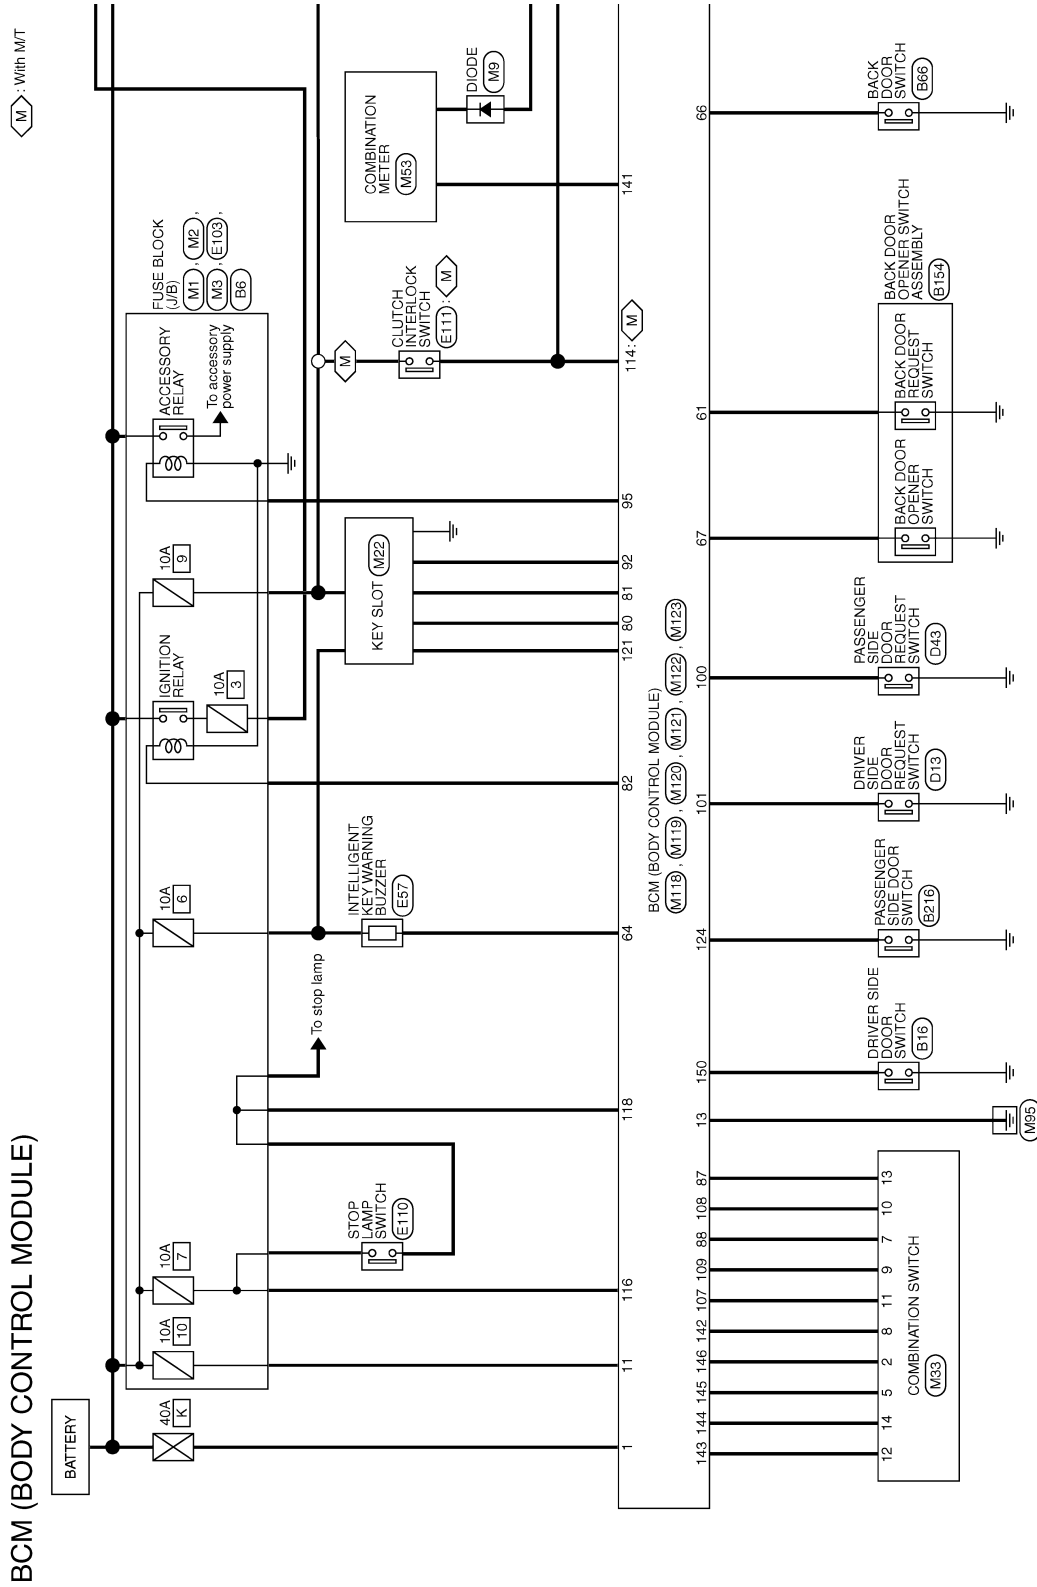 BCM (BODY CONTROL MODULE)
M : With M/T
BATTERY
40A
K
10A
10
10A
7
10A
6
IGNITION
RELAY
10A
3
10A
9
ACCESSORY
RELAY
To accessory
power supply
FUSE BLOCK
(J/B)
M1 , M2 ,
M3 , E103 ,
B6
STOP
LAMP
SWITCH
E110
To stop lamp
INTELLIGENT
KEY WARNING
BUZZER
E57
KEY SLOT M22
M
CLUTCH
INTERLOCK
SWITCH
E111 : M
COMBINATION
METER
M53
DIODE
M9
1
11
116
118
64
82
121
80
81
92
95
114: M
141
BCM (BODY CONTROL MODULE)
M118 , M119 , M120 , M121 , M122 , M123
143
144
145
146
142
107
109
88
108
87
13
150
124
101
100
67
61
66
12
14
5
2
8
11
9
7
10
13
COMBINATION SWITCH
M33
M95
DRIVER SIDE
DOOR
SWITCH
B16
PASSENGER
SIDE DOOR
SWITCH
B216
DRIVER
SIDE
DOOR
REQUEST
SWITCH
D13
PASSENGER
SIDE
DOOR
REQUEST
SWITCH
D43
BACK DOOR
OPENER
SWITCH
BACK DOOR
REQUEST
SWITCH
BACK DOOR
OPENER SWITCH
ASSEMBLY
B154
BACK
DOOR
SWITCH
B66